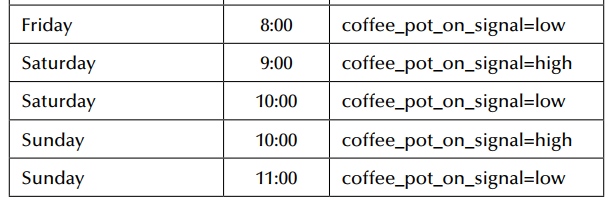 Friday 8:00 coffee_pot_on_signal=low
Saturday 9:00 coffee_pot_on_signal=high
Saturday 10:00 coffee_pot_on_signal=low
Sunday 10:00 coffee_pot_on_signal=high
Sunday 11:00 coffee_pot_on_signal=low